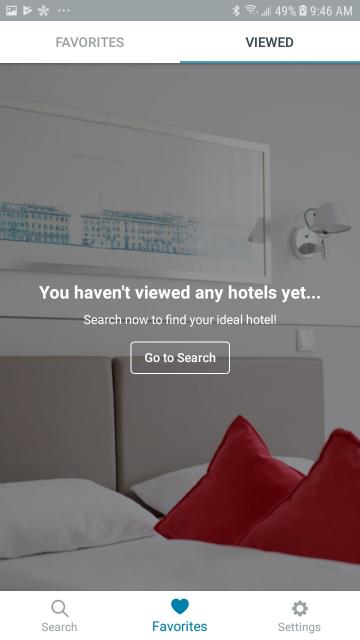 49% 9:46 AM
FAVORITES VIEWED
You haven't viewed any hotels yet...
Search now to find your ideal hotel!
Go to Search
Search Favorites Settings